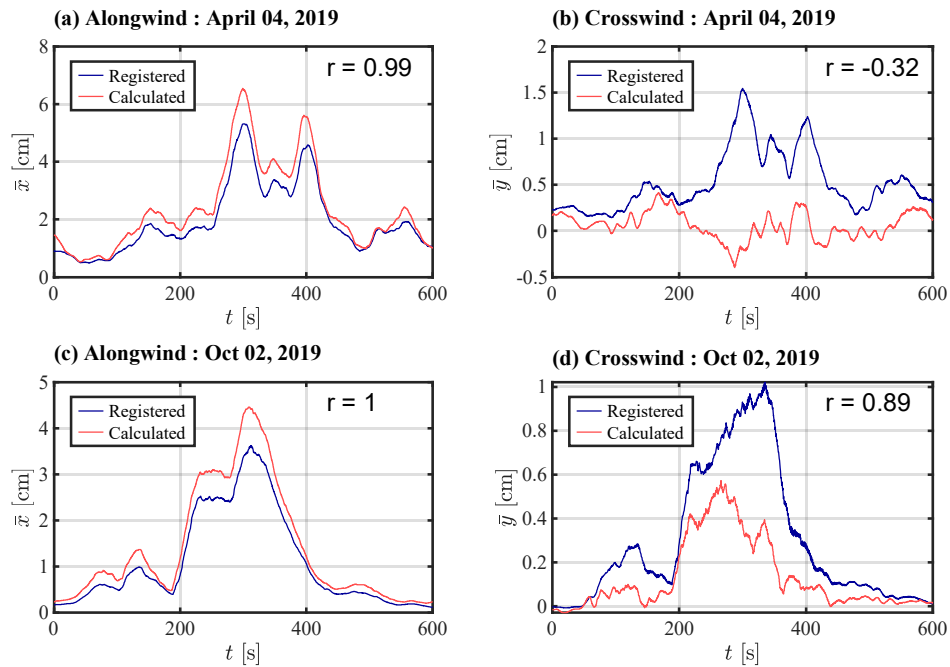 (a) Alongwind : April 04, 2019
8
6
4
2
0
x̄ [cm]
Registered
Calculated
r = 0.99
0
200
400
600
t [s]
(b) Crosswind : April 04, 2019
2
1.5
1
0.5
0
-0.5
ȳ [cm]
Registered
Calculated
r = -0.32
0
200
400
600
t [s]
(c) Alongwind : Oct 02, 2019
5
4
3
2
1
0
x̄ [cm]
Registered
Calculated
r = 1
0
200
400
600
t [s]
(d) Crosswind : Oct 02, 2019
1
0.8
0.6
0.4
0.2
0
ȳ [cm]
Registered
Calculated
r = 0.89
0
200
400
600
t [s]